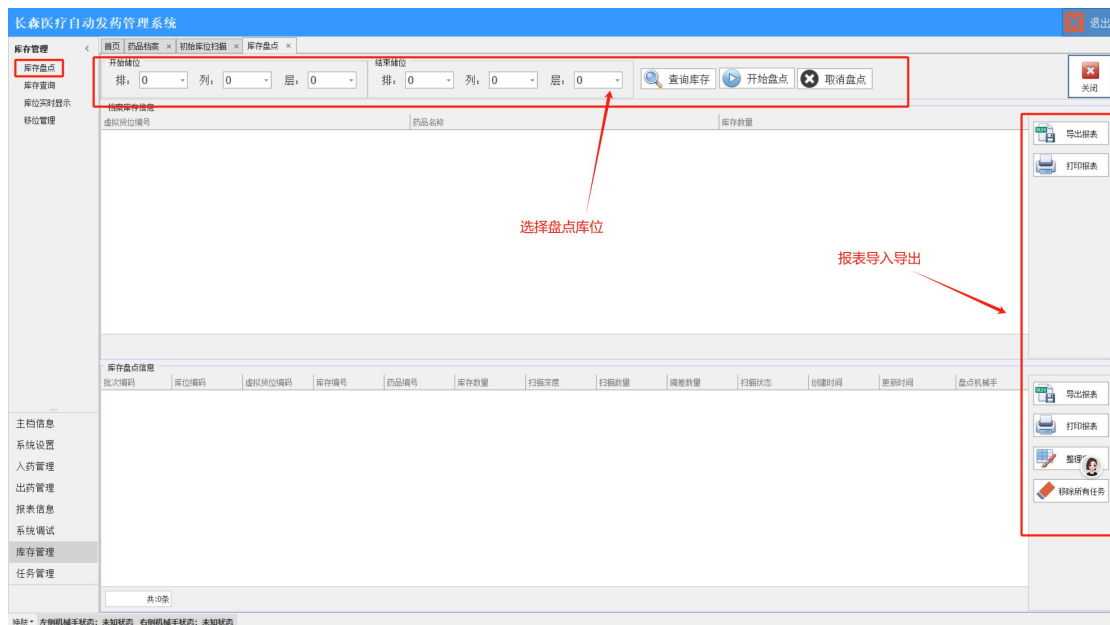 长森医疗自动发药管理系统
退出
库存管理
首页 药品档案 × 初始库位扫描 × 库存盘点 ×
库存盘点
库存查询
库位实时显示
移位管理
开始储位
排: 0 列: 0 层: 0
结束储位
排: 0 列: 0 层: 0
查询库存 开始盘点 取消盘点
关闭
档案库存信息
虚拟货位编号 药品名称 库存数量
导出报表
打印报表
选择盘点库位
报表导入导出
库存盘点信息
批次编码 库位编码 虚拟货位编码 库存编号 药品编号 库存数量 扫描深度 扫描数量 偏差数量 扫描状态 创建时间 更新时间 盘点机械手
导出报表
打印报表
整理
移除所有任务
...
主档信息
系统设置
入药管理
出药管理
报表信息
系统调试
库存管理
任务管理
共:0条
换肤 左侧机械手状态: 未知状态 右侧机械手状态: 未知状态